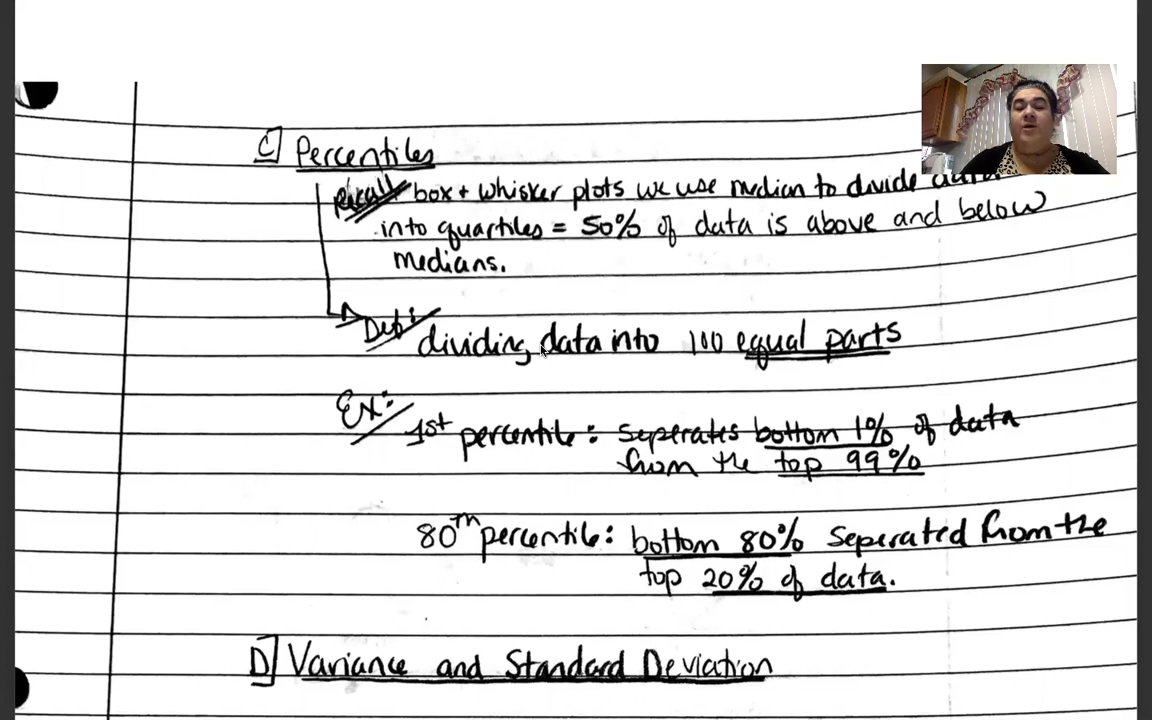 C] Percentiles
Recall box + whisker plots we use median to divide data
into quartiles = 50% of data is above and below
medians.
Def: dividing data into 100 equal parts
Ex:
1st percentile: seperates bottom 1% of data
from the top 99%
80th percentile: bottom 80% seperated from the
top 20% of data.
D] Variance and Standard Deviation